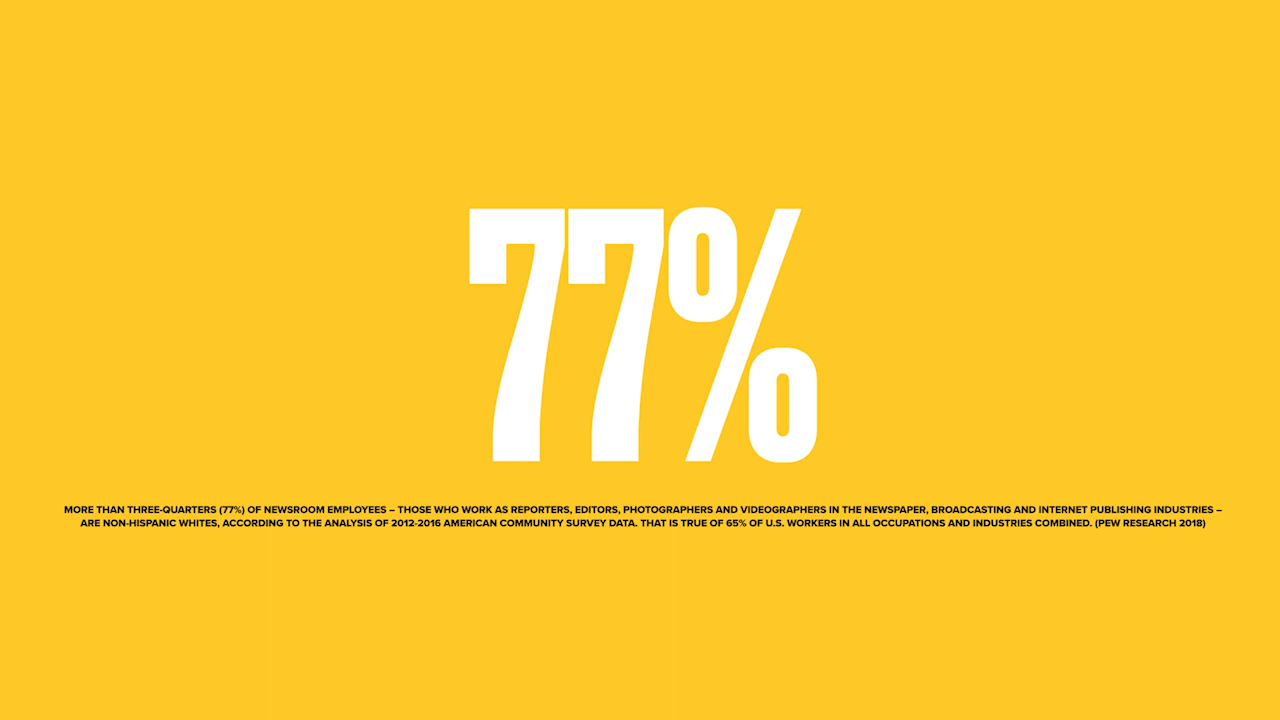 77%
MORE THAN THREE-QUARTERS (77%) OF NEWSROOM EMPLOYEES – THOSE WHO WORK AS REPORTERS, EDITORS, PHOTOGRAPHERS AND VIDEOGRAPHERS IN THE NEWSPAPER, BROADCASTING AND INTERNET PUBLISHING INDUSTRIES –
ARE NON-HISPANIC WHITES, ACCORDING TO THE ANALYSIS OF 2012-2016 AMERICAN COMMUNITY SURVEY DATA. THAT IS TRUE OF 65% OF U.S. WORKERS IN ALL OCCUPATIONS AND INDUSTRIES COMBINED. (PEW RESEARCH 2018)